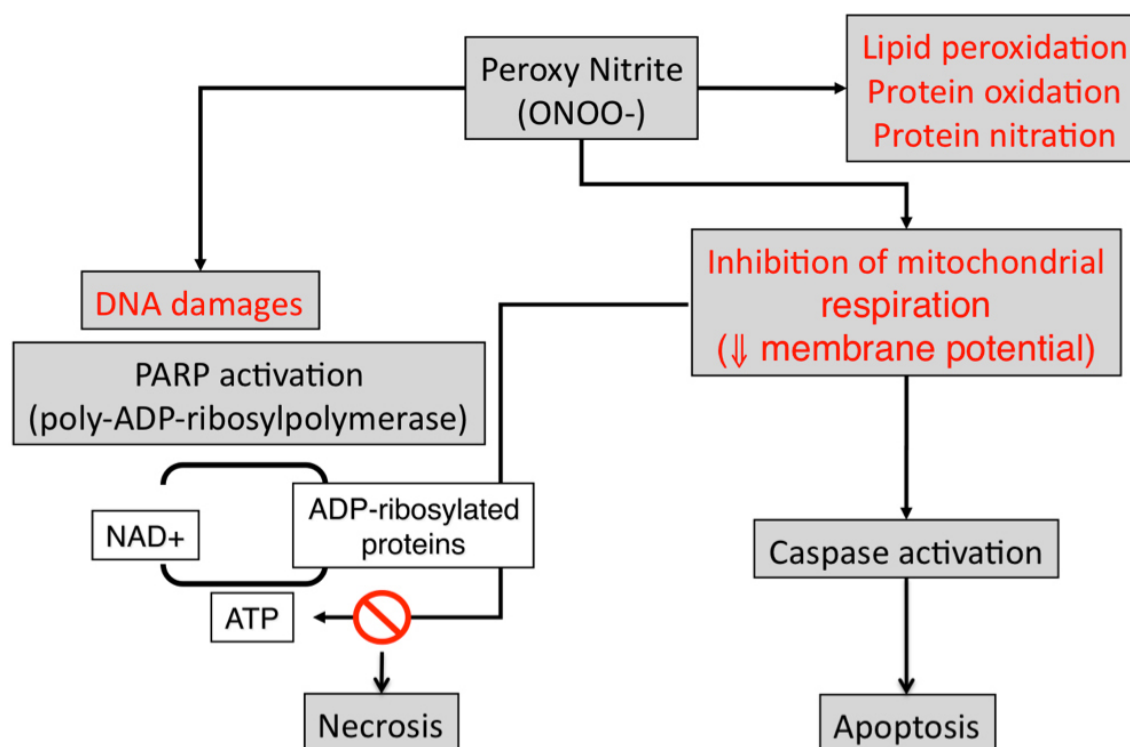 Peroxy Nitrite
(ONOO-)
Lipid peroxidation
Protein oxidation
Protein nitration
DNA damages
Inhibition of mitochondrial
respiration
(⇓ membrane potential)
PARP activation
(poly-ADP-ribosylpolymerase)
NAD+
ADP-ribosylated
proteins
ATP
Caspase activation
Necrosis
Apoptosis